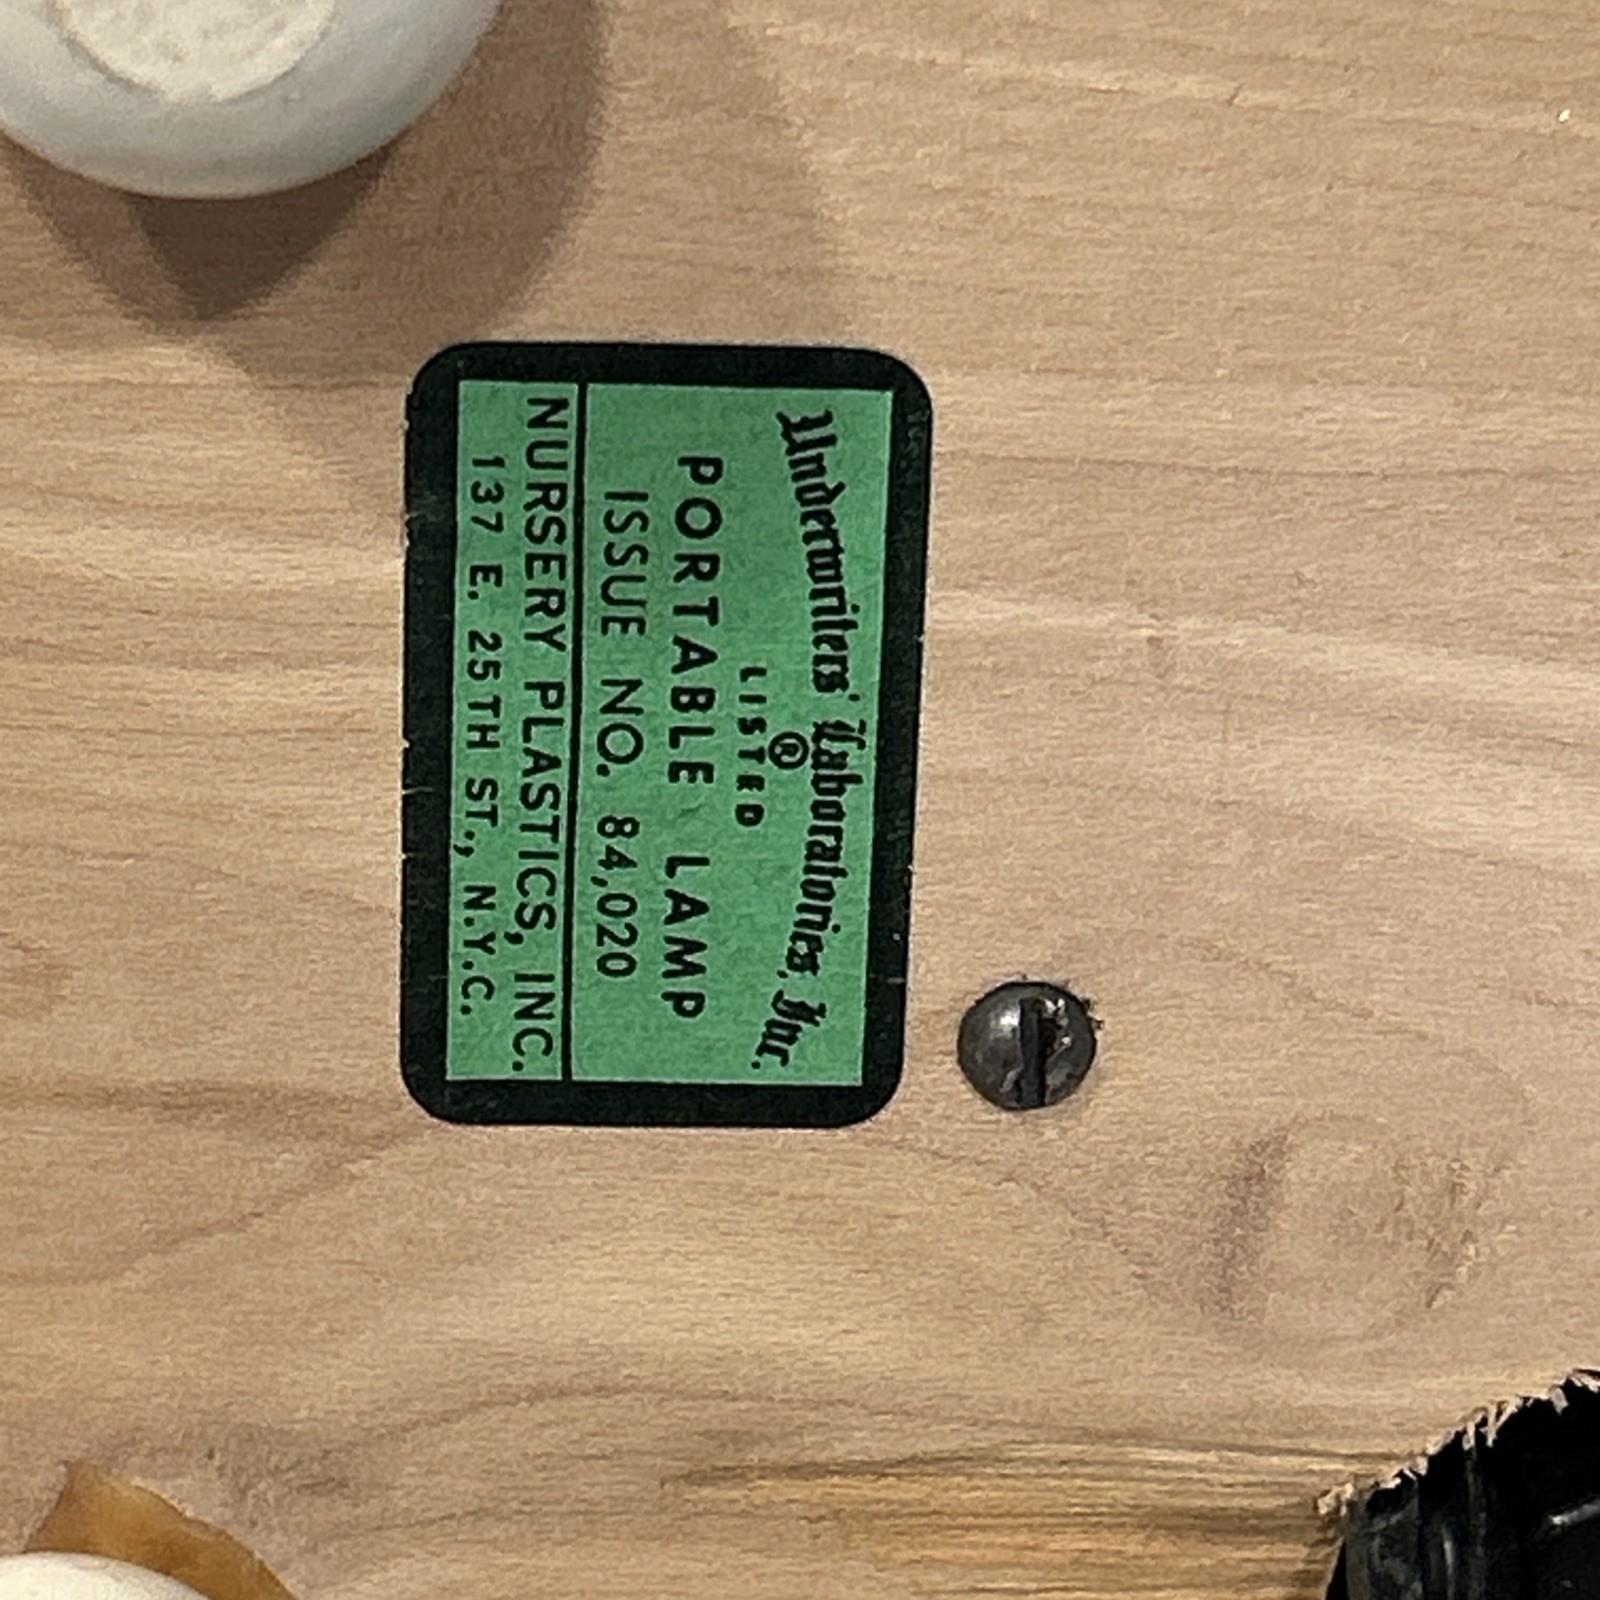 Underwriters' Laboratories, Inc.
®
LISTED
PORTABLE LAMP
ISSUE NO. 84,020
NURSERY PLASTICS, INC.
137 E. 25TH ST., N.Y.C.